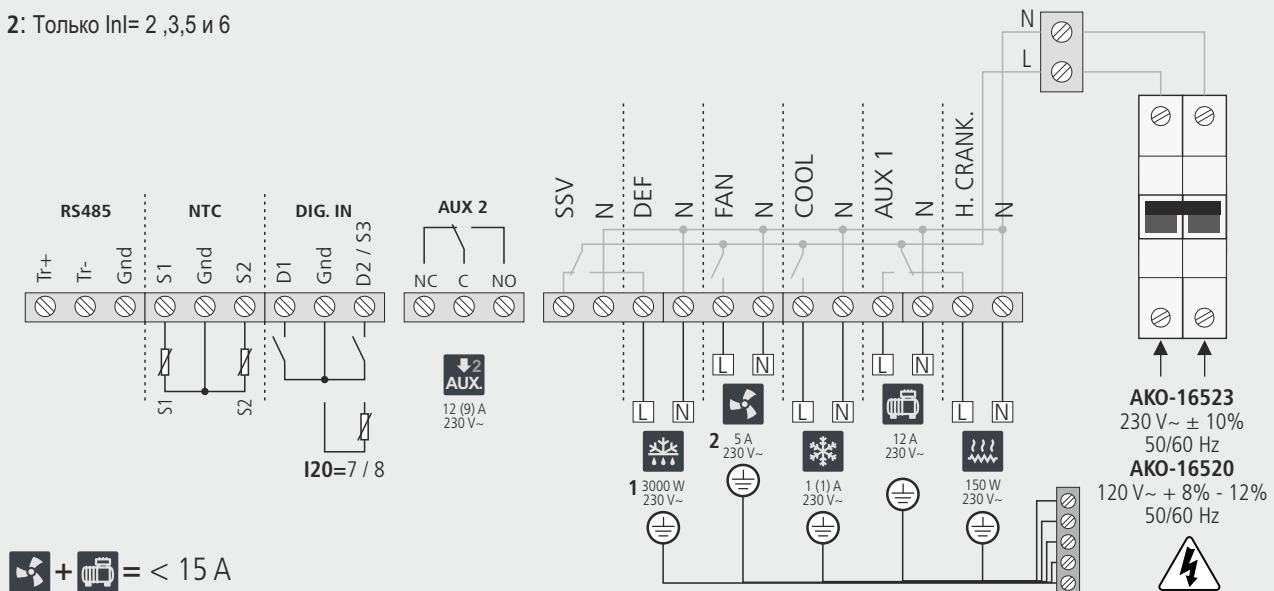 2: Только InI= 2 ,3,5 и 6
N
L
RS485
NTC
DIG. IN
AUX 2
SSV
N
DEF
N
FAN
N
COOL
N
AUX 1
N
H. CRANK.
N
Tr+
Tr-
Gnd
S1
Gnd
S2
D1
Gnd
D2 / S3
NC
C
NO
S1
S2
I20=7 / 8
2
AUX.
12 (9) A
230 V~
L
N
L
N
L
N
L
N
L
N
1 3000 W
230 V~
2 5 A
230 V~
1 (1) A
230 V~
12 A
230 V~
150 W
230 V~
AKO-16523
230 V~ ± 10%
50/60 Hz
AKO-16520
120 V~ + 8% - 12%
50/60 Hz
+ = < 15 A